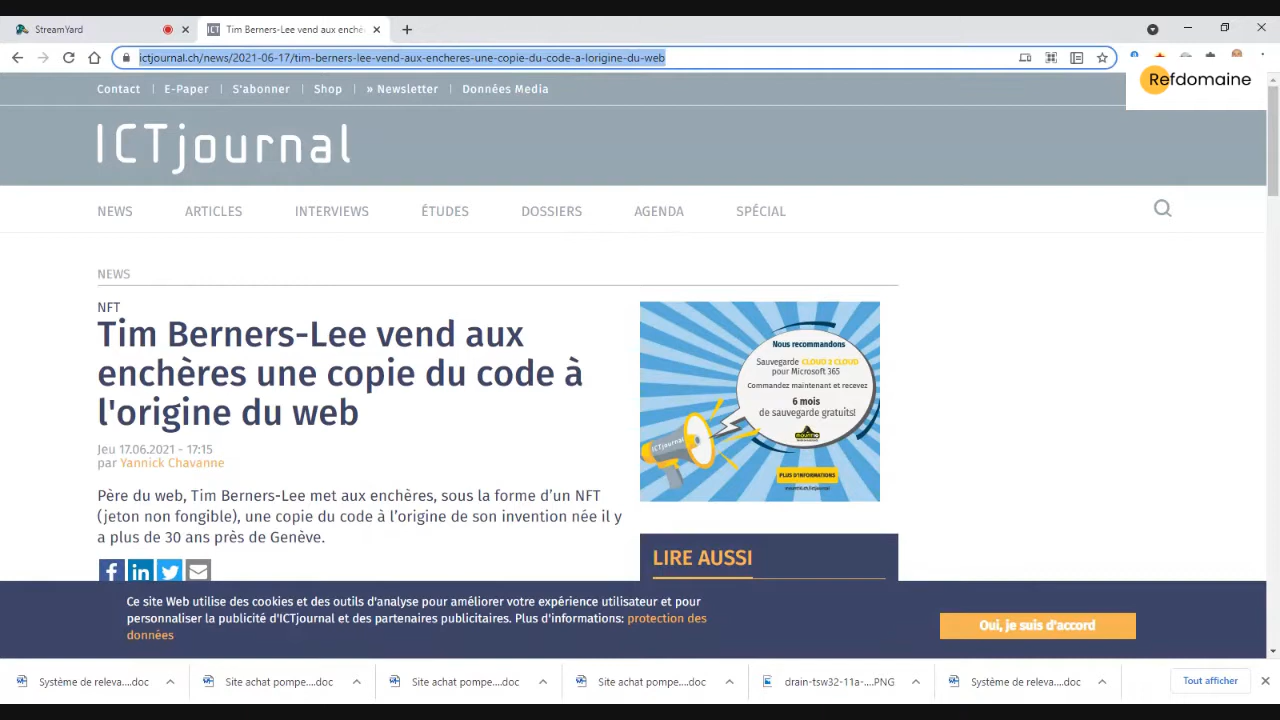 StreamYard
Tim Berners-Lee vend aux enchè
ictjournal.ch/news/2021-06-17/tim-berners-lee-vend-aux-encheres-une-copie-du-code-a-lorigine-du-web
Refdomaine
Contact | E-Paper | S'abonner | Shop | » Newsletter | Données Media
ICTjournal
NEWS ARTICLES INTERVIEWS ÉTUDES DOSSIERS AGENDA SPÉCIAL
NEWS
NFT
Tim Berners-Lee vend aux
enchères une copie du code à
l'origine du web
Jeu 17.06.2021 - 17:15
par Yannick Chavanne
Père du web, Tim Berners-Lee met aux enchères, sous la forme d'un NFT
(jeton non fongible), une copie du code à l'origine de son invention née il y
a plus de 30 ans près de Genève.
Nous recommandons
Sauvegarde CLOUD 2 CLOUD
pour Microsoft 365
Commandez maintenant et recevez
6 mois
de sauvegarde gratuits!
PLUS D'INFORMATIONS
ICTjournal
LIRE AUSSI
Ce site Web utilise des cookies et des outils d'analyse pour améliorer votre expérience utilisateur et pour
personnaliser la publicité d'ICTjournal et des partenaires publicitaires. Plus d'informations: protection des
données
Oui, je suis d'accord
Système de releva....doc
Site achat pompe....doc
Site achat pompe....doc
Site achat pompe....doc
drain-tsw32-11a-....PNG
Système de releva....doc
Tout afficher